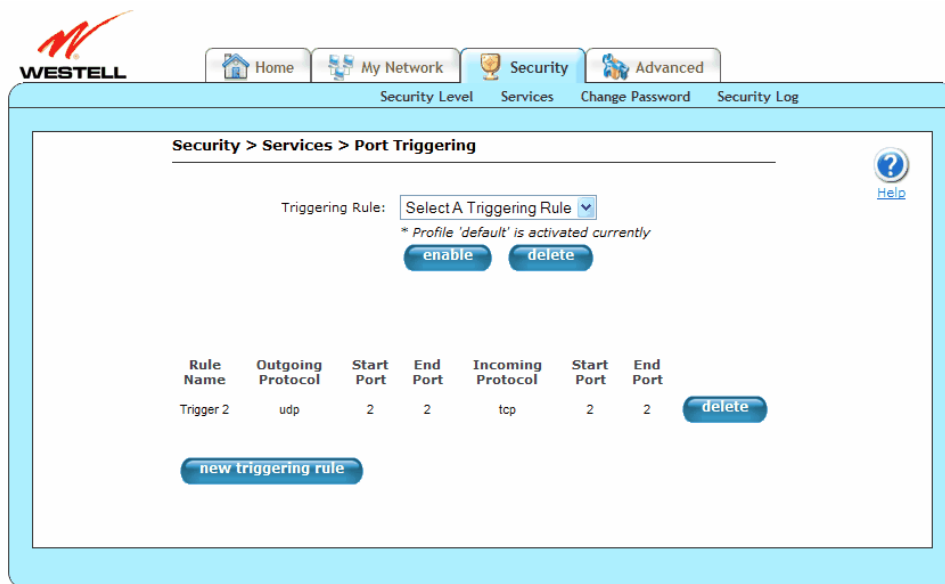 WESTELL
Home My Network Security Advanced
Security Level Services Change Password Security Log
Security > Services > Port Triggering
Help
Triggering Rule: Select A Triggering Rule
* Profile 'default' is activated currently
enable delete
Rule Name Outgoing Protocol Start Port End Port Incoming Protocol Start Port End Port
Trigger 2 udp 2 2 tcp 2 2 delete
new triggering rule